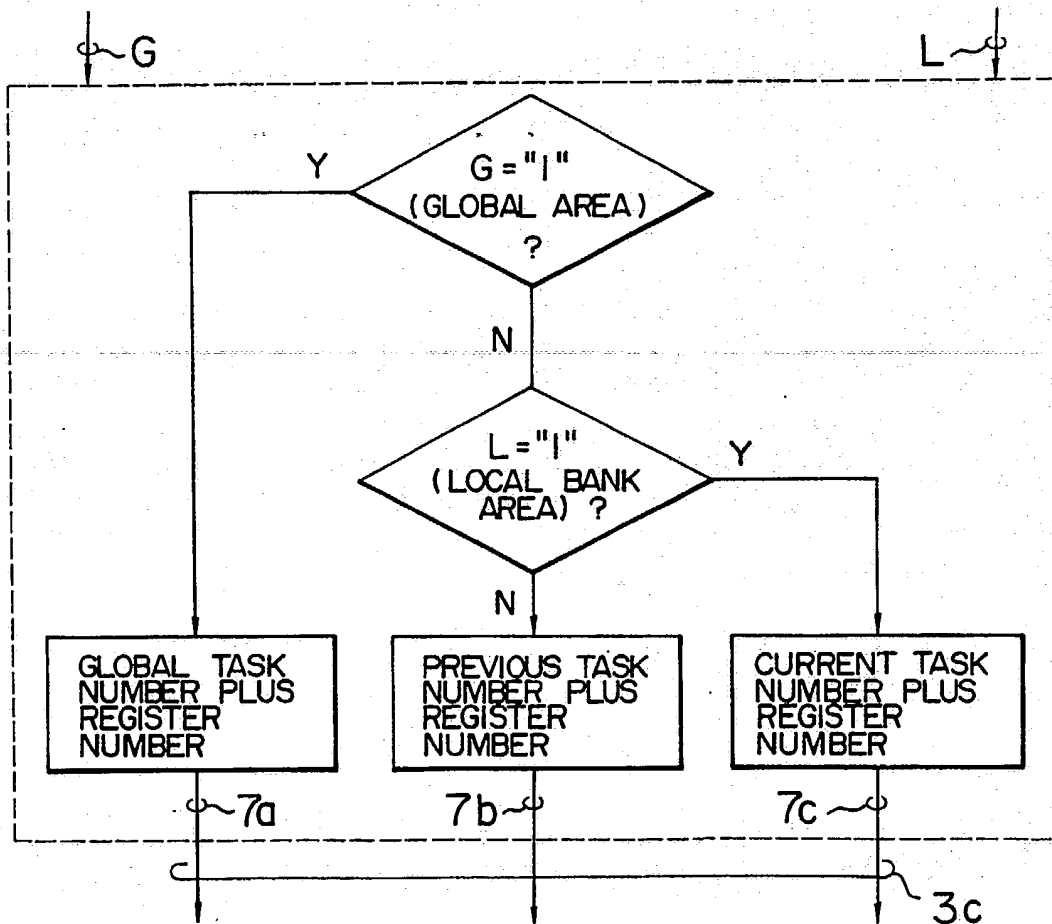 G
L
Y
G = "1"
(GLOBAL AREA)
?
N
L = "1"
(LOCAL BANK
AREA) ?
Y
N
GLOBAL TASK
NUMBER PLUS
REGISTER
NUMBER
PREVIOUS TASK
NUMBER PLUS
REGISTER
NUMBER
CURRENT TASK
NUMBER PLUS
REGISTER
NUMBER
7a
7b
7c
3c